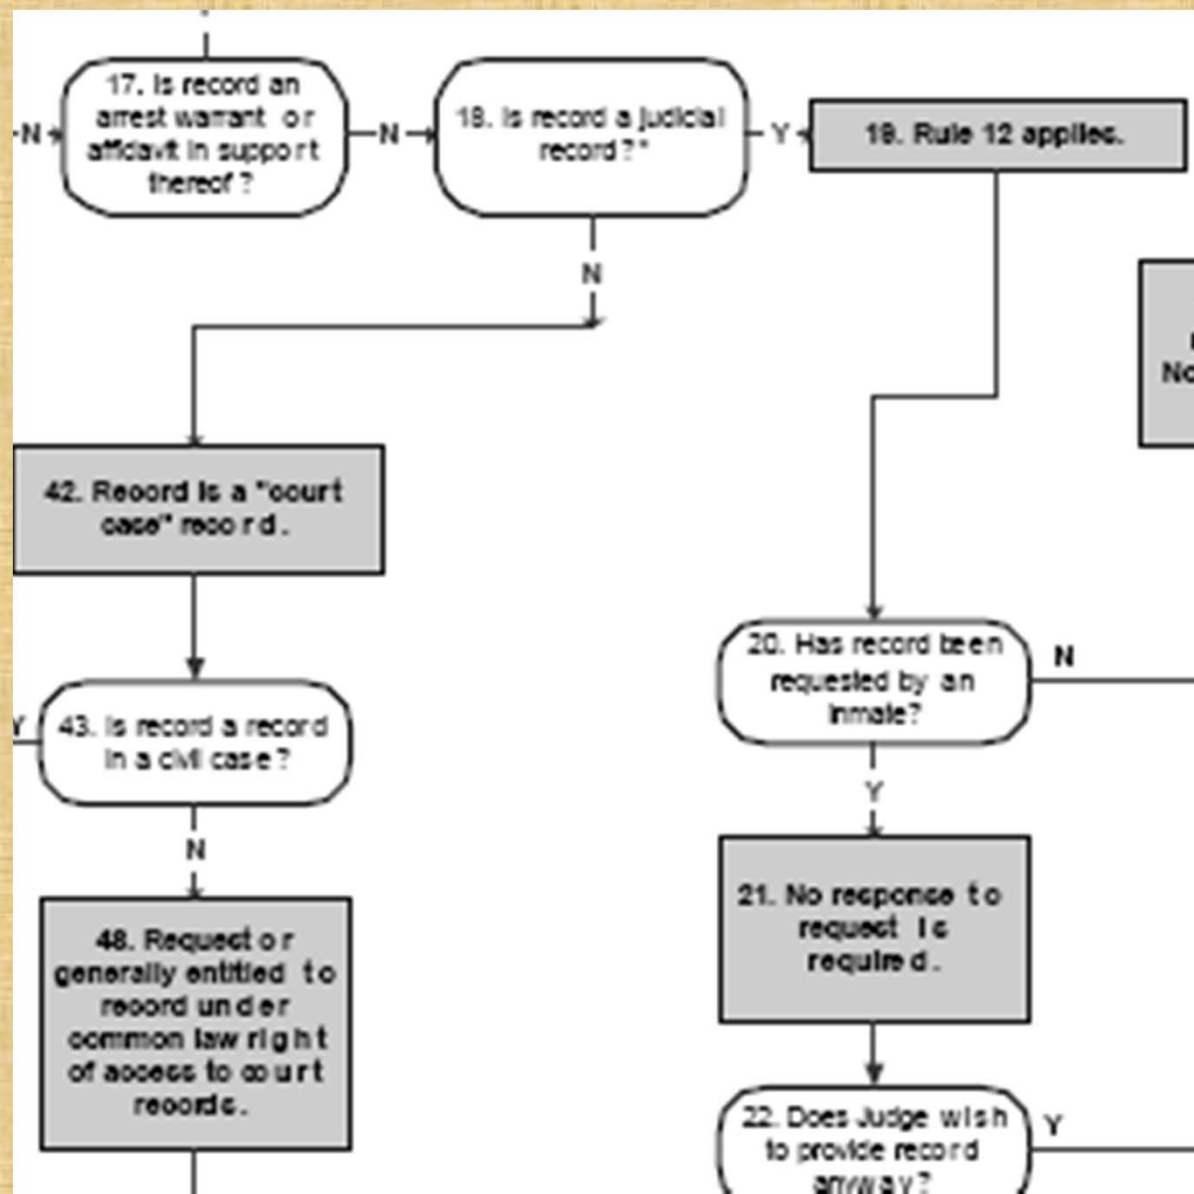 17. Is record an
arrest warrant or
affidavit in support
thereof?
N
N
18. Is record a judicial
record?*
Y
19. Rule 12 applies.
N
No
42. Record is a "court
case" record.
20. Has record been
requested by an
inmate?
N
Y
43. Is record a record
in a civil case?
Y
N
21. No response to
request is
required.
48. Requestor
generally entitled to
record under
common law right
of access to court
records.
22. Does Judge wish
to provide record
anyway?
Y